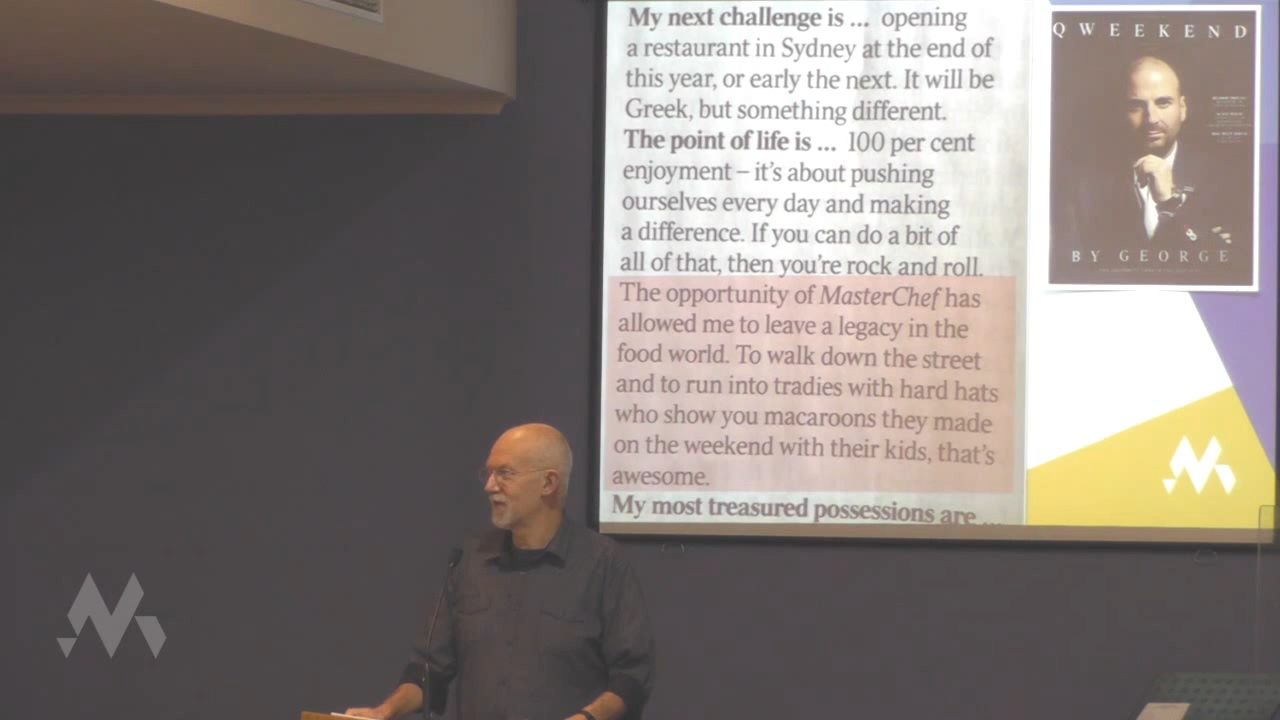 My next challenge is ... opening
a restaurant in Sydney at the end of
this year, or early the next. It will be
Greek, but something different.
The point of life is ... 100 per cent
enjoyment – it's about pushing
ourselves every day and making
a difference. If you can do a bit of
all of that, then you're rock and roll.
The opportunity of MasterChef has
allowed me to leave a legacy in the
food world. To walk down the street
and to run into tradies with hard hats
who show you macaroons they made
on the weekend with their kids, that's
awesome.
My most treasured possessions are ...
QWEEKEND
BY GEORGE